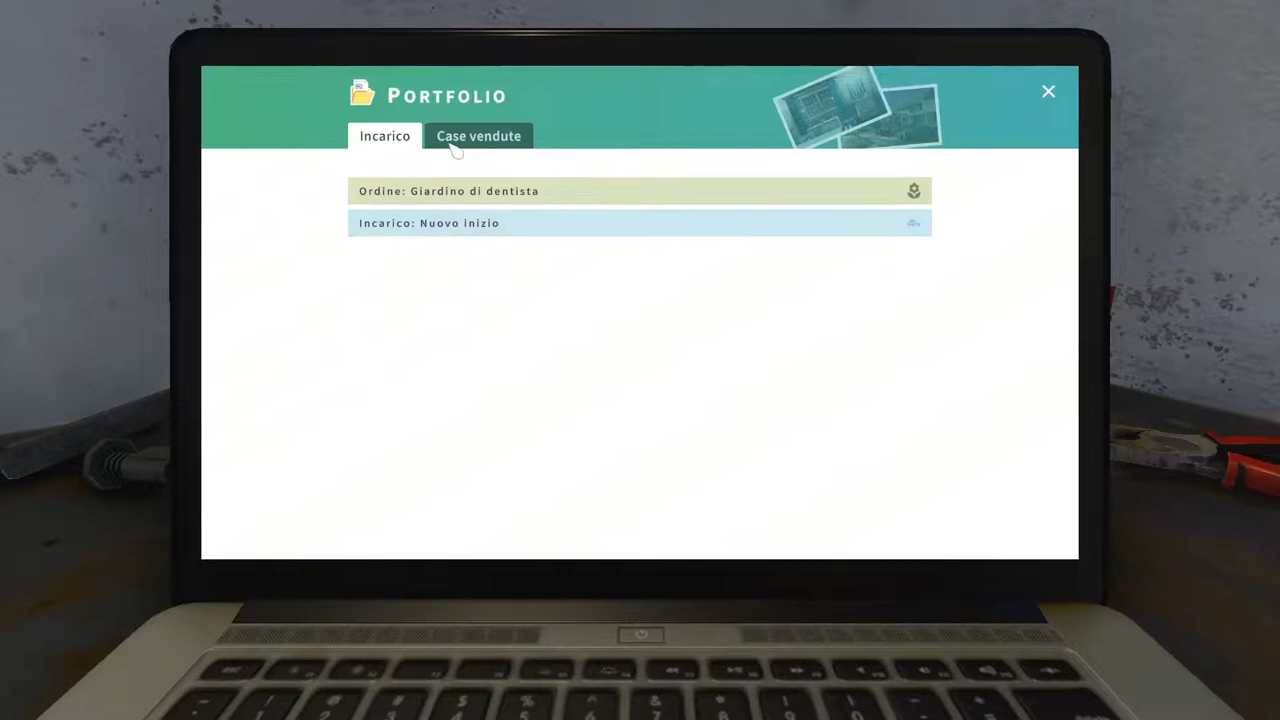 PORTFOLIO
Incarico
Case vendute
Ordine: Giardino di dentista
Incarico: Nuovo inizio